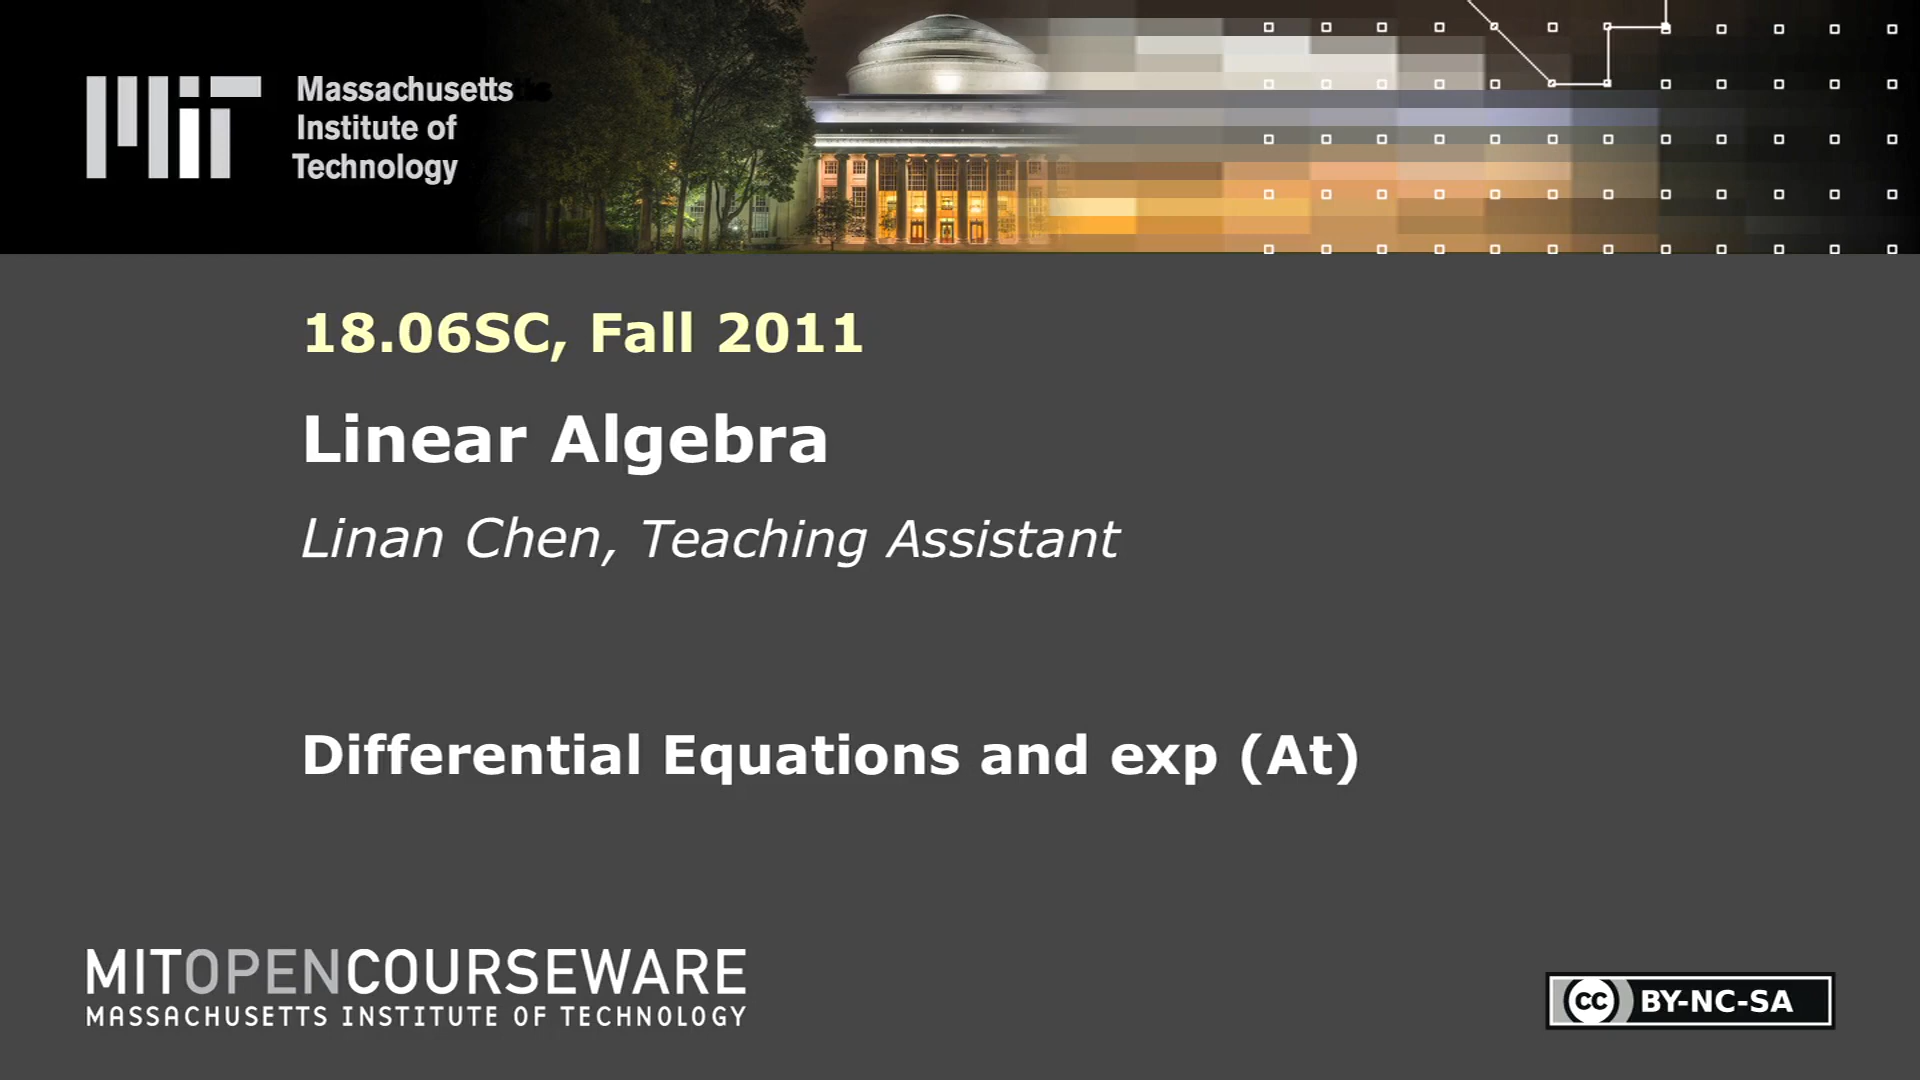 Massachusetts
Institute of
Technology
18.06SC, Fall 2011
Linear Algebra
Linan Chen, Teaching Assistant
Differential Equations and exp (At)
MITOPENCOURSEWARE
MASSACHUSETTS INSTITUTE OF TECHNOLOGY
cc BY-NC-SA